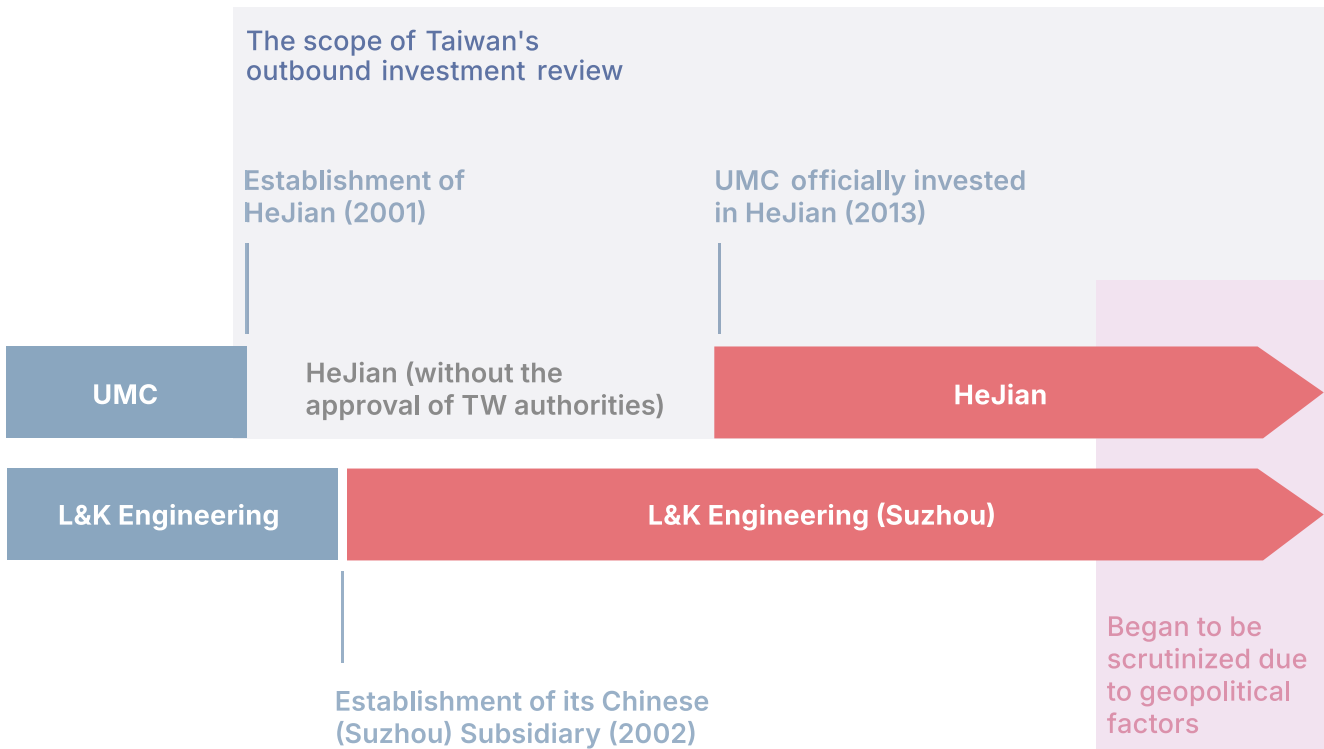 The scope of Taiwan's
outbound investment review
Establishment of
HeJian (2001)
UMC officially invested
in HeJian (2013)
UMC
HeJian (without the
approval of TW authorities)
HeJian
L&K Engineering
L&K Engineering (Suzhou)
Establishment of its Chinese
(Suzhou) Subsidiary (2002)
Began to be
scrutinized due
to geopolitical
factors